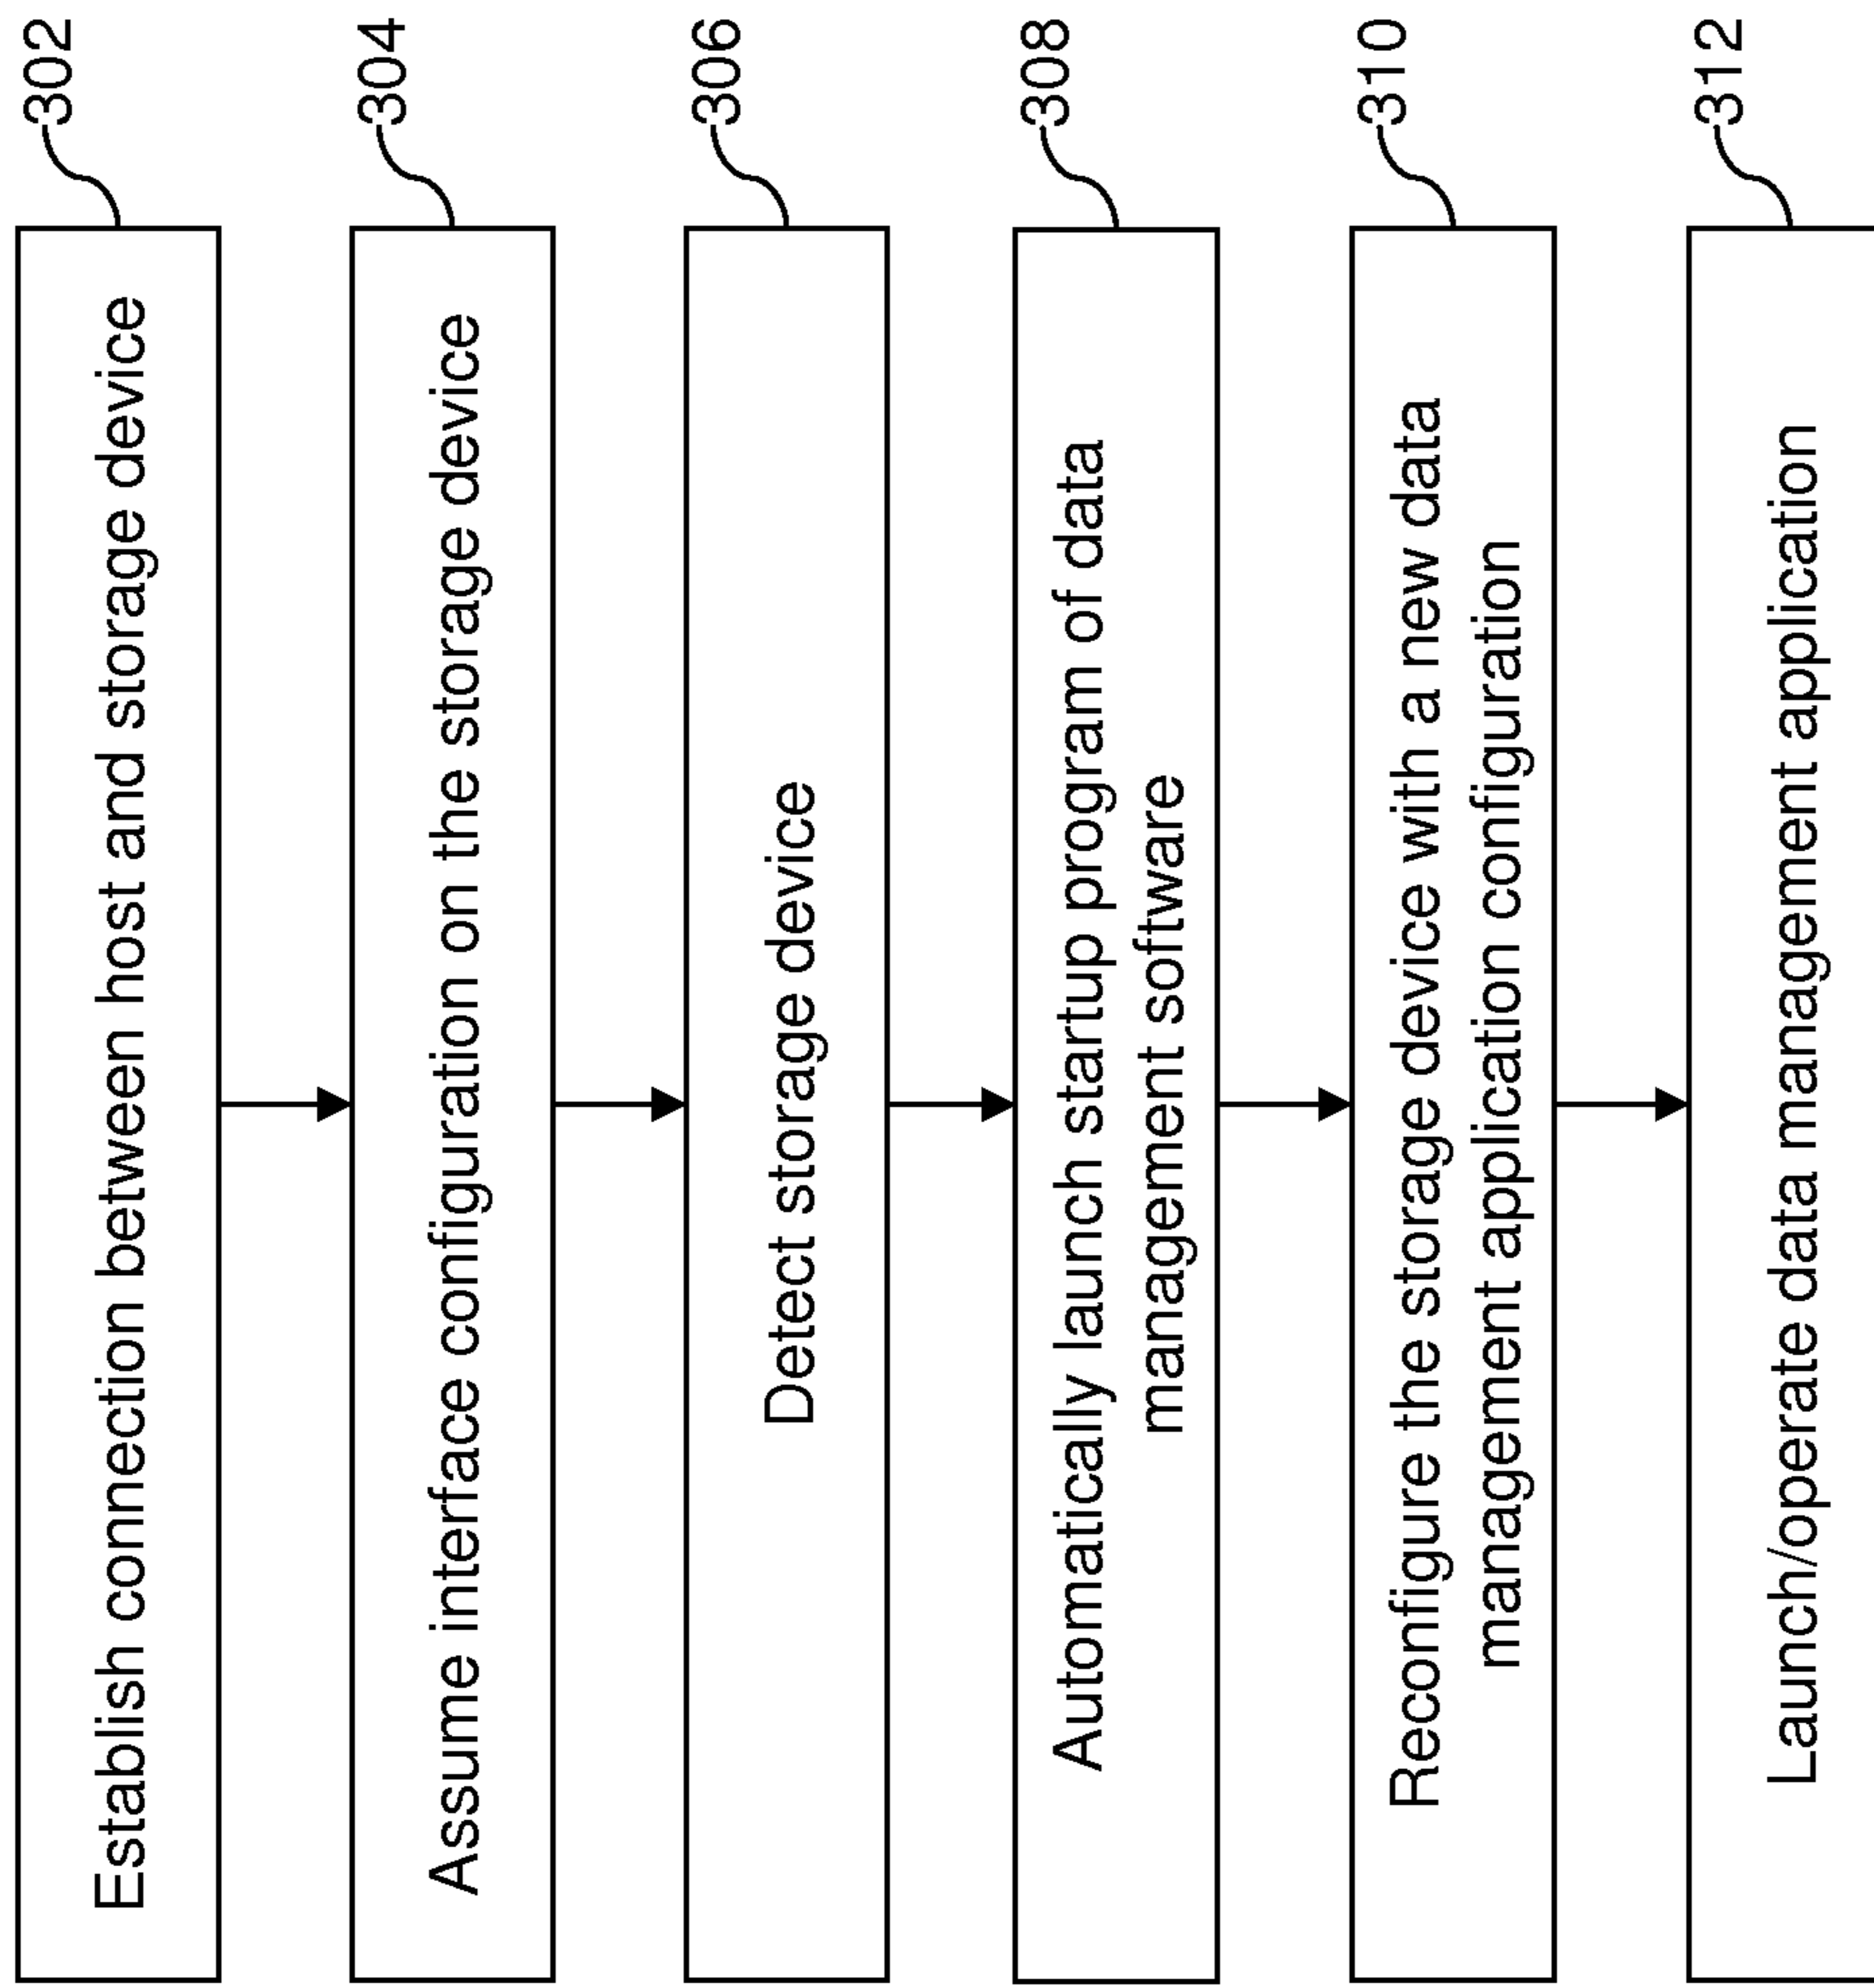 Establish connection between host and storage device
302
Assume interface configuration on the storage device
304
Detect storage device
306
Automatically launch startup program of data
management software
308
Reconfigure the storage device with a new data
management application configuration
310
Launch/operate data management application
312